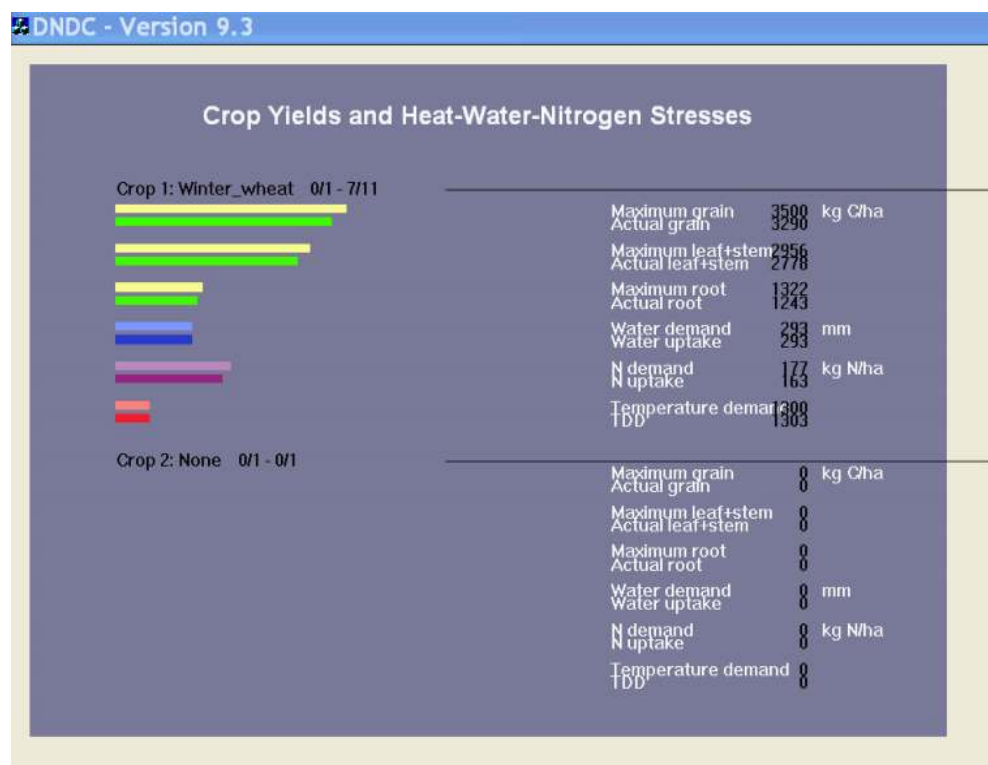 DNDC - Version 9.3
Crop Yields and Heat-Water-Nitrogen Stresses
Crop 1: Winter_wheat 0/1 - 7/11
Maximum grain 3500 kg C/ha
Actual grain 3290
Maximum leaf+stem 2956
Actual leaf+stem 2778
Maximum root 1322
Actual root 1243
Water demand 293 mm
Water uptake 293
N demand 177 kg N/ha
N uptake 163
Temperature demand 1300
TDD 1303
Crop 2: None 0/1 - 0/1
Maximum grain 0 kg C/ha
Actual grain 0
Maximum leaf+stem 0
Actual leaf+stem 0
Maximum root 0
Actual root 0
Water demand 0 mm
Water uptake 0
N demand 0 kg N/ha
N uptake 0
Temperature demand 0
TDD 0